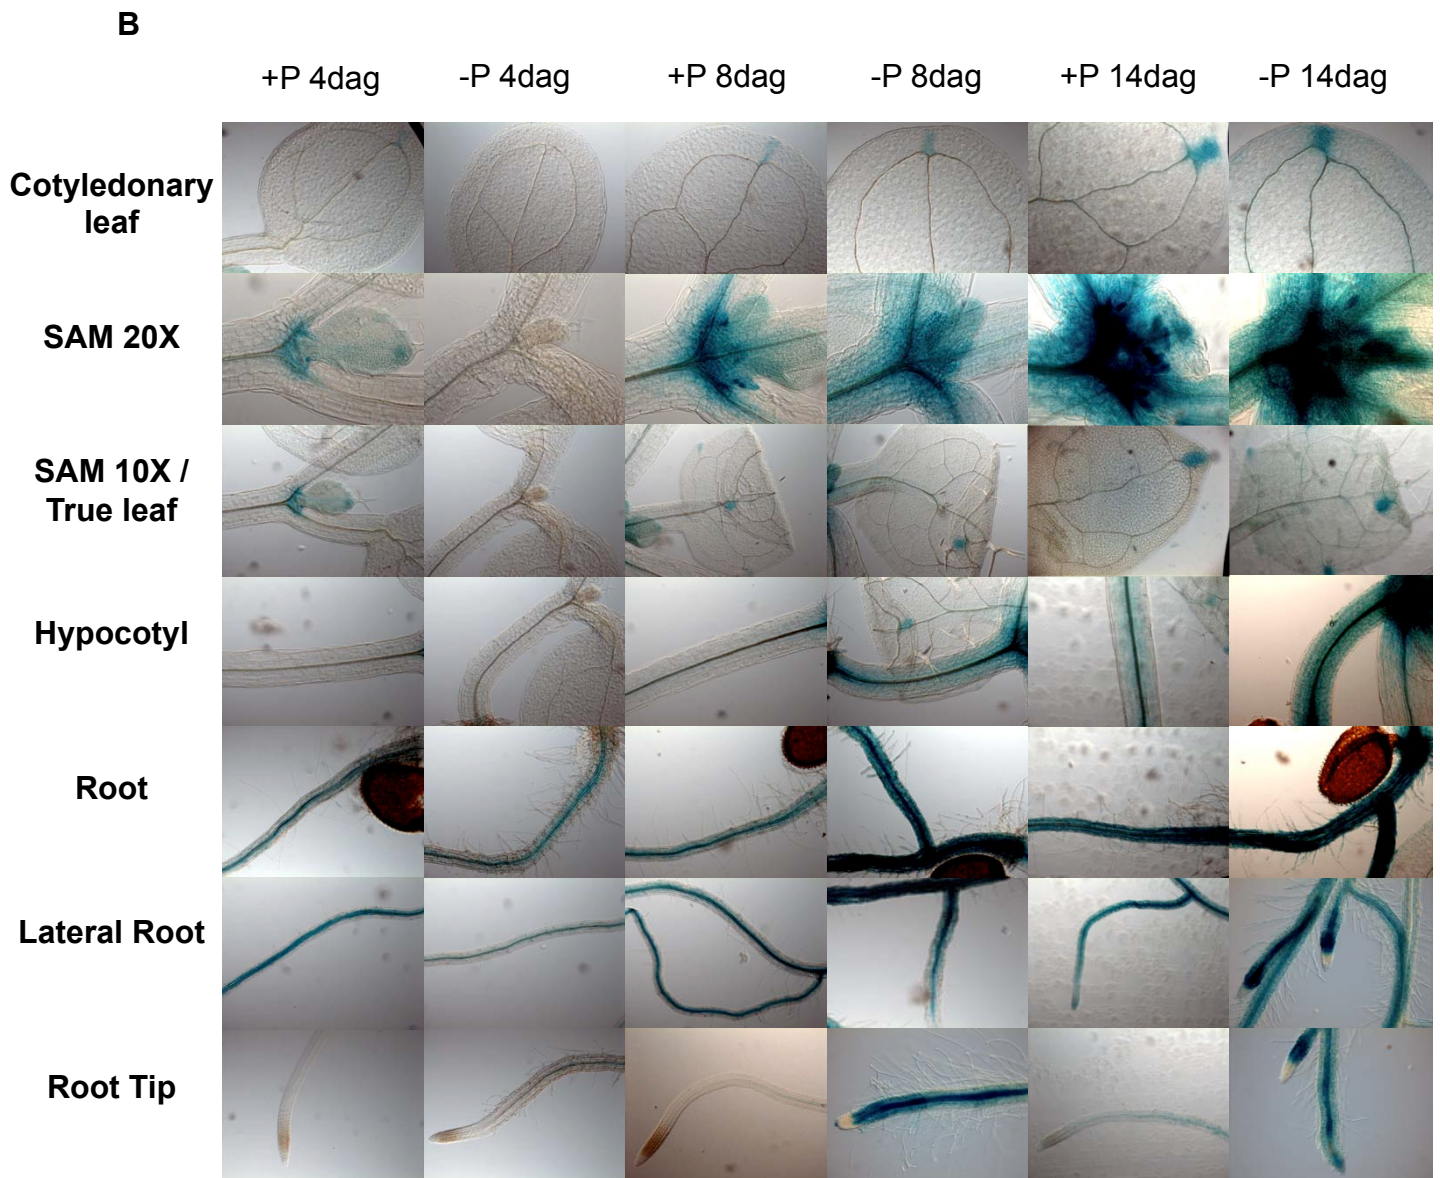 B
+P 4dag -P 4dag +P 8dag -P 8dag +P 14dag -P 14dag
Cotyledonary
leaf
SAM 20X
SAM 10X /
True leaf
Hypocotyl
Root
Lateral Root
Root Tip